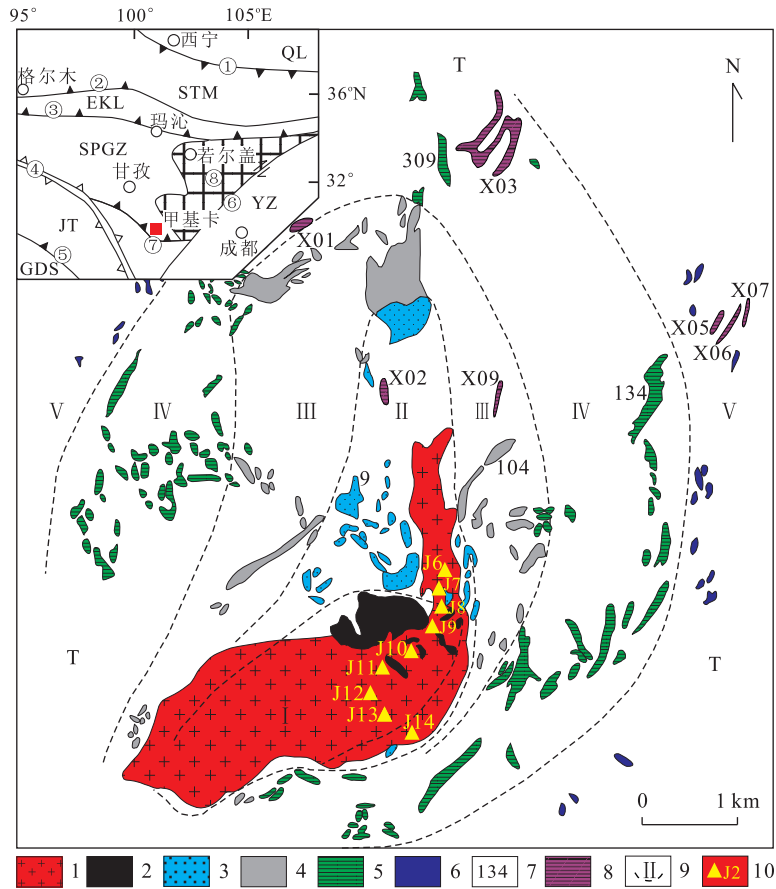 95° 100° 105°E
西宁
QL
①
格尔木
②
STM
36°N
③
EKL
玛沁
SPGZ
若尔盖
④
甘孜
⑧
32°
⑥
YZ
JT
甲基卡
⑦
成都
⑤
GDS
T
N
309
X03
X01
X07
X05
X06
X02
X09
134
V
IV
III
II
III
IV
V
9
104
J6
J7
J8
J9
J10
J11
J12
J13
J14
I
T
T
0 1 km
1 2 3 4 5 6 134 7 8 II 9 J2 10